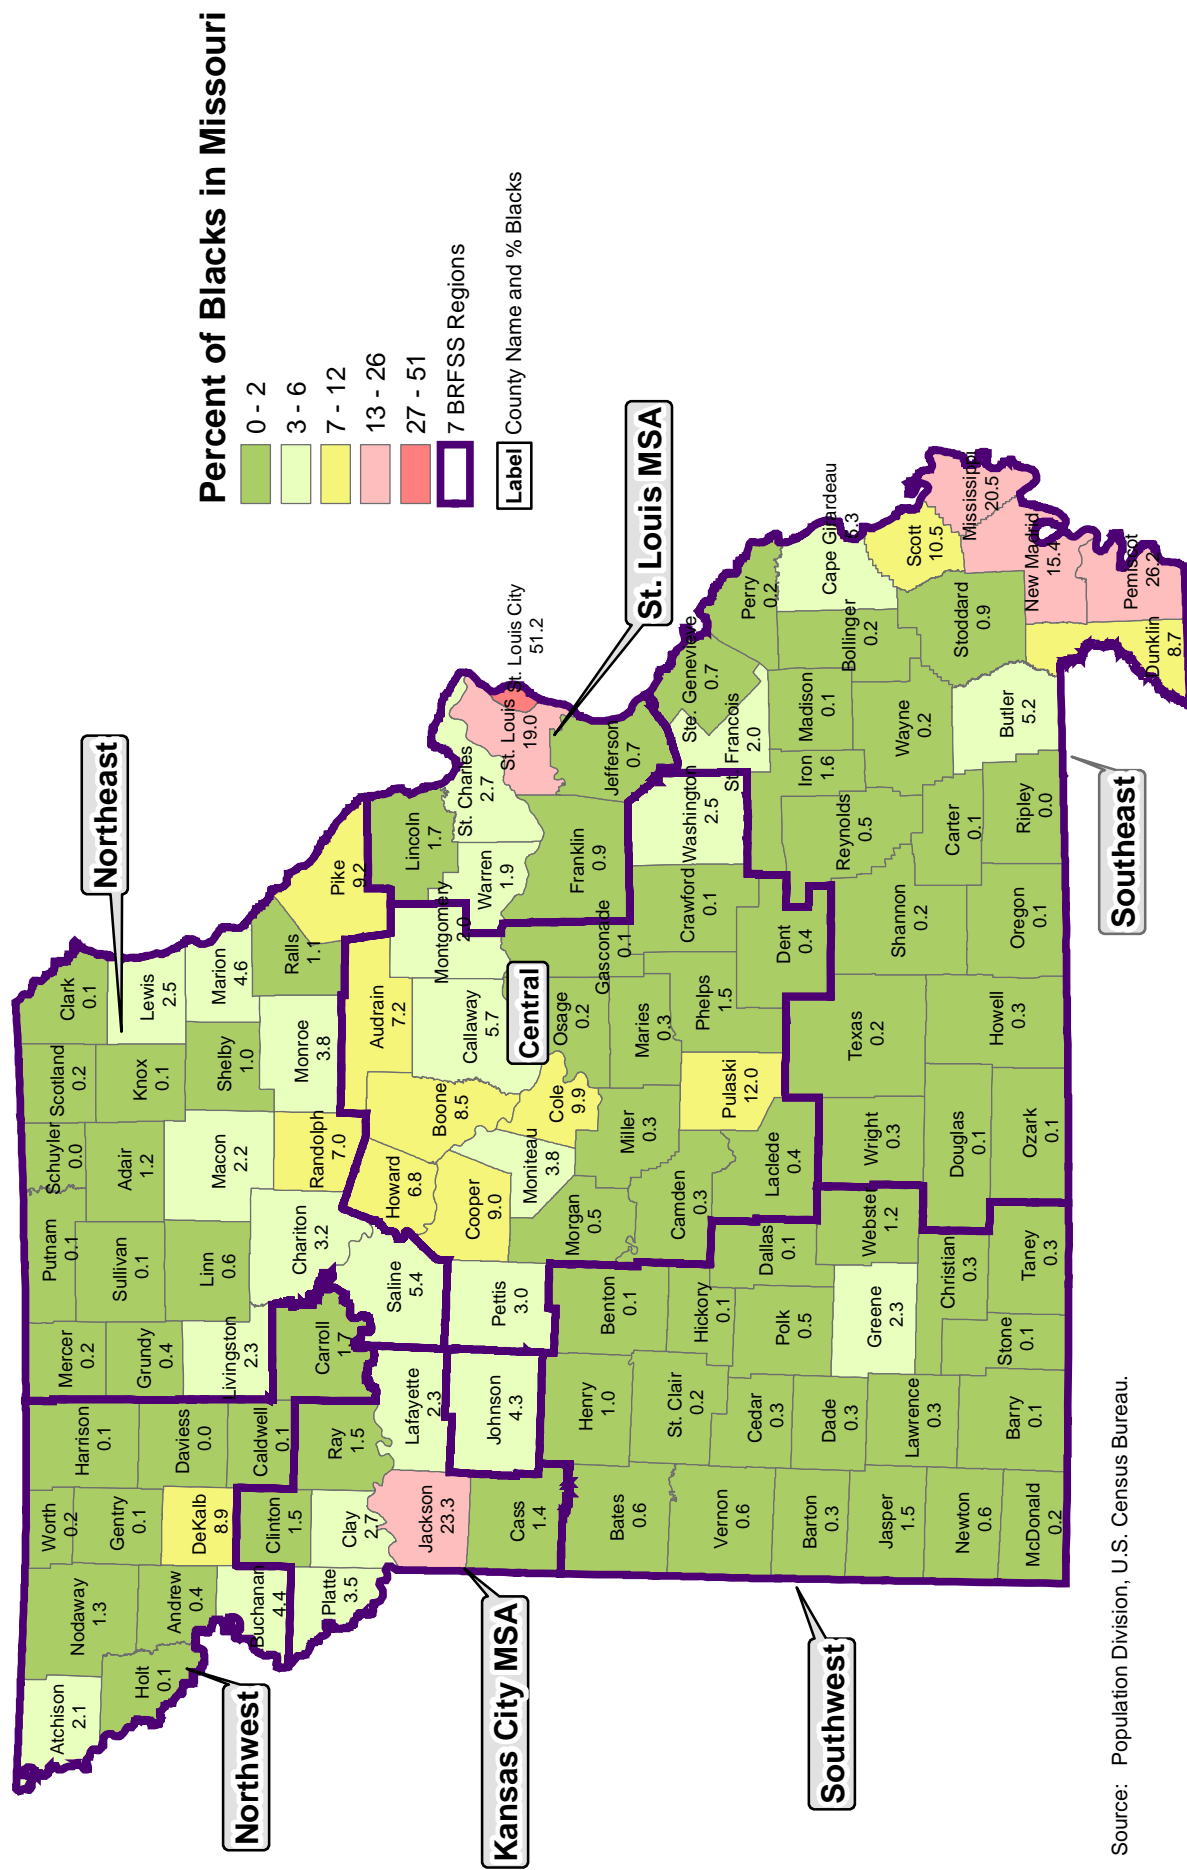 Percent of Blacks in Missouri
0 - 2
3 - 6
7 - 12
13 - 26
27 - 51
7 BRFSS Regions
Label
County Name and % Blacks
Northwest
Northeast
Kansas City MSA
Central
St. Louis MSA
Southwest
Southeast
Atchison
2.1
Nodaway
1.3
Worth
0.2
Harrison
0.1
Mercer
0.2
Putnam
0.1
Schuyler
0.0
Scotland
0.2
Clark
0.1
Holt
0.1
Andrew
0.4
Gentry
0.1
DeKalb
8.9
Daviess
0.0
Grundy
0.4
Sullivan
0.1
Adair
1.2
Knox
0.1
Lewis
2.5
Buchanan
4.4
Clinton
1.5
Caldwell
0.1
Livingston
2.3
Linn
0.6
Macon
2.2
Shelby
1.0
Marion
4.6
Platte
3.5
Clay
2.7
Ray
1.5
Carroll
1.7
Chariton
3.2
Randolph
7.0
Monroe
3.8
Ralls
1.1
Pike
9.2
Jackson
23.3
Lafayette
2.3
Saline
5.4
Howard
6.8
Boone
8.5
Audrain
7.2
Montgomery
2.0
Lincoln
1.7
Cass
1.4
Johnson
4.3
Pettis
3.0
Cooper
9.0
Moniteau
3.8
Cole
9.9
Callaway
5.7
Warren
1.9
St. Charles
2.7
St. Louis
19.0
St. Louis City
51.2
Bates
0.6
Henry
1.0
Benton
0.1
Morgan
0.5
Miller
0.3
Osage
0.2
Gasconade
0.1
Franklin
0.9
Jefferson
0.7
Vernon
0.6
St. Clair
0.2
Hickory
0.1
Camden
0.3
Maries
0.3
Phelps
1.5
Crawford
0.1
Washington
2.5
St. Francois
2.0
Ste. Genevieve
0.7
Perry
0.2
Barton
0.3
Cedar
0.3
Polk
0.5
Dallas
0.1
Laclede
0.4
Pulaski
12.0
Dent
0.4
Iron
1.6
Madison
0.1
Bollinger
0.2
Cape Girardeau
5.3
Jasper
1.5
Dade
0.3
Greene
2.3
Webster
1.2
Wright
0.3
Texas
0.2
Shannon
0.2
Reynolds
0.5
Wayne
0.2
Stoddard
0.9
Scott
10.5
Mississippi
20.5
Newton
0.6
Lawrence
0.3
Christian
0.3
Douglas
0.1
Howell
0.3
Carter
0.1
Butler
5.2
New Madrid
15.4
McDonald
0.2
Barry
0.1
Stone
0.1
Taney
0.3
Ozark
0.1
Oregon
0.1
Ripley
0.0
Dunklin
8.7
Pemiscot
26.2
Source: Population Division, U.S. Census Bureau.